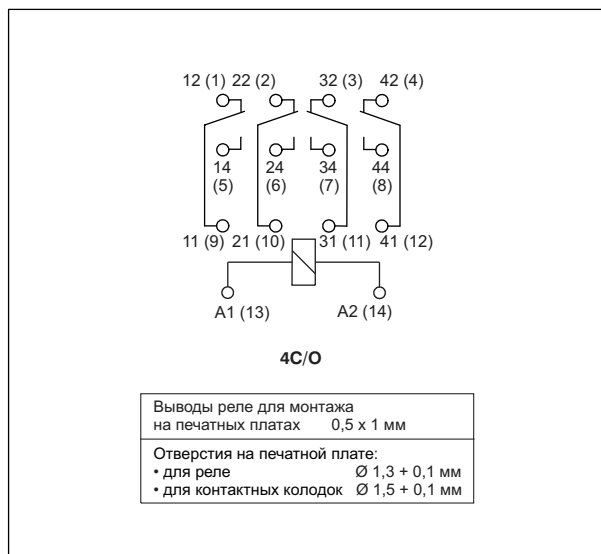 12 (1) 22 (2) 32 (3) 42 (4)
14 24 34 44
(5) (6) (7) (8)
11 (9) 21 (10) 31 (11) 41 (12)
A1 (13) A2 (14)
4C/O
Выводы реле для монтажа
на печатных платах 0,5 x 1 мм
Отверстия на печатной плате:
• для реле Ø 1,3 + 0,1 мм
• для контактных колодок Ø 1,5 + 0,1 мм